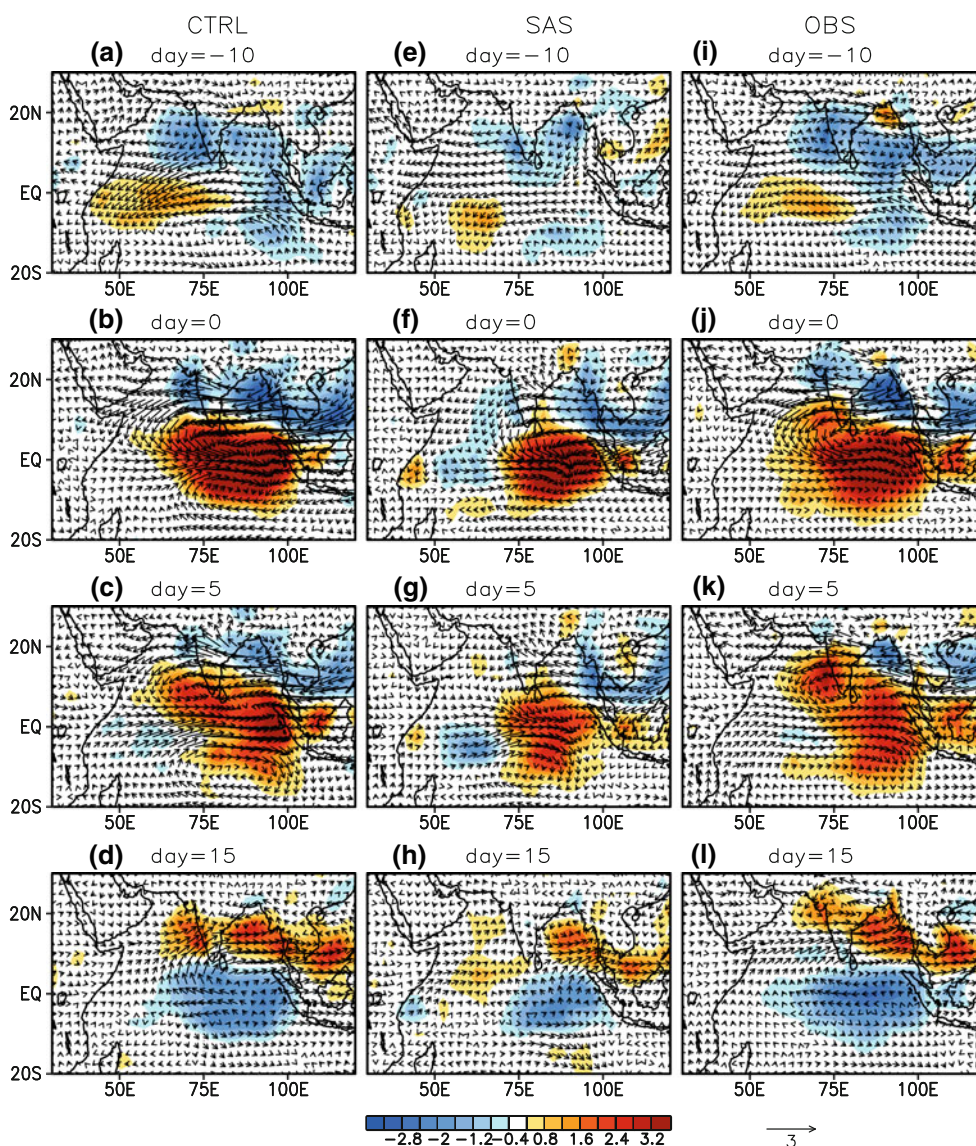 CTRL SAS OBS
(a) day=-10 (e) day=-10 (i) day=-10
20N
EQ
20S
50E 75E 100E 50E 75E 100E 50E 75E 100E
(b) day=0 (f) day=0 (j) day=0
20N
EQ
20S
50E 75E 100E 50E 75E 100E 50E 75E 100E
(c) day=5 (g) day=5 (k) day=5
20N
EQ
20S
50E 75E 100E 50E 75E 100E 50E 75E 100E
(d) day=15 (h) day=15 (l) day=15
20N
EQ
20S
50E 75E 100E 50E 75E 100E 50E 75E 100E
-2.8 -2 -1.2 -0.4 0.8 1.6 2.4 3.2
3